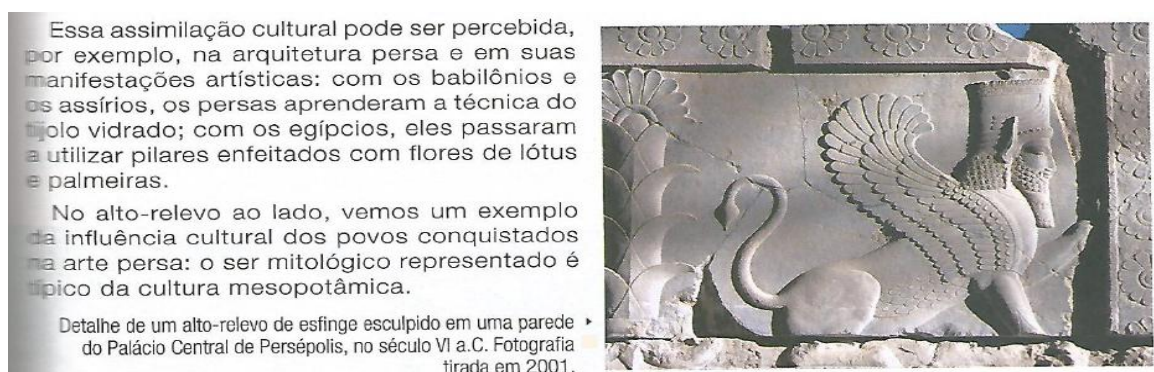 Essa assimilação cultural pode ser percebida,
por exemplo, na arquitetura persa e em suas
manifestações artísticas: com os babilônios e
os assírios, os persas aprenderam a técnica do
tijolo vidrado; com os egípcios, eles passaram
a utilizar pilares enfeitados com flores de lótus
e palmeiras.
No alto-relevo ao lado, vemos um exemplo
da influência cultural dos povos conquistados
na arte persa: o ser mitológico representado é
típico da cultura mesopotâmica.
Detalhe de um alto-relevo de esfinge esculpido em uma parede
do Palácio Central de Persépolis, no século VI a.C. Fotografia
tirada em 2001.